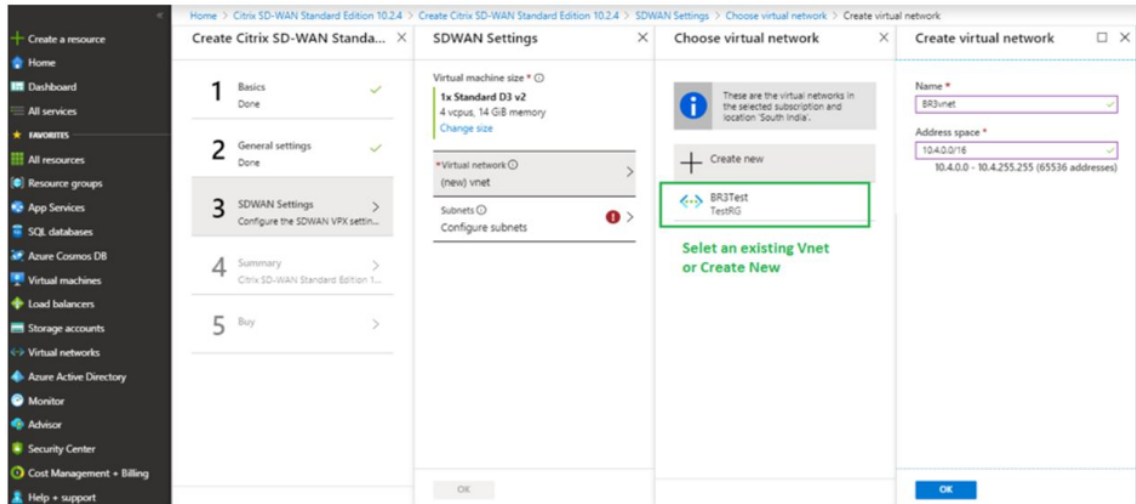 Home > Citrix SD-WAN Standard Edition 10.2.4 > Create Citrix SD-WAN Standard Edition 10.2.4 > SDWAN Settings > Choose virtual network > Create virtual network
Create a resource
Home
Dashboard
All services
FAVORITES
All resources
Resource groups
App Services
SQL databases
Azure Cosmos DB
Virtual machines
Load balancers
Storage accounts
Virtual networks
Azure Active Directory
Monitor
Advisor
Security Center
Cost Management + Billing
Help + support
Create Citrix SD-WAN Standa...
1
Basics
Done
2
General settings
Done
3
SDWAN Settings
Configure the SDWAN VPX settin...
4
Summary
Citrix SD-WAN Standard Edition 1...
5
Buy
SDWAN Settings
Virtual machine size *
1x Standard D3 v2
4 vcpus, 14 GiB memory
Change size
*Virtual network
(new) vnet
Subnets
Configure subnets
OK
Choose virtual network
These are the virtual networks in
the selected subscription and
location 'South India'.
Create new
BR3Test
TestRG
Selet an existing Vnet
or Create New
Create virtual network
Name *
BR3vnet
Address space *
10.4.0.0/16
10.4.0.0 - 10.4.255.255 (65536 addresses)
OK